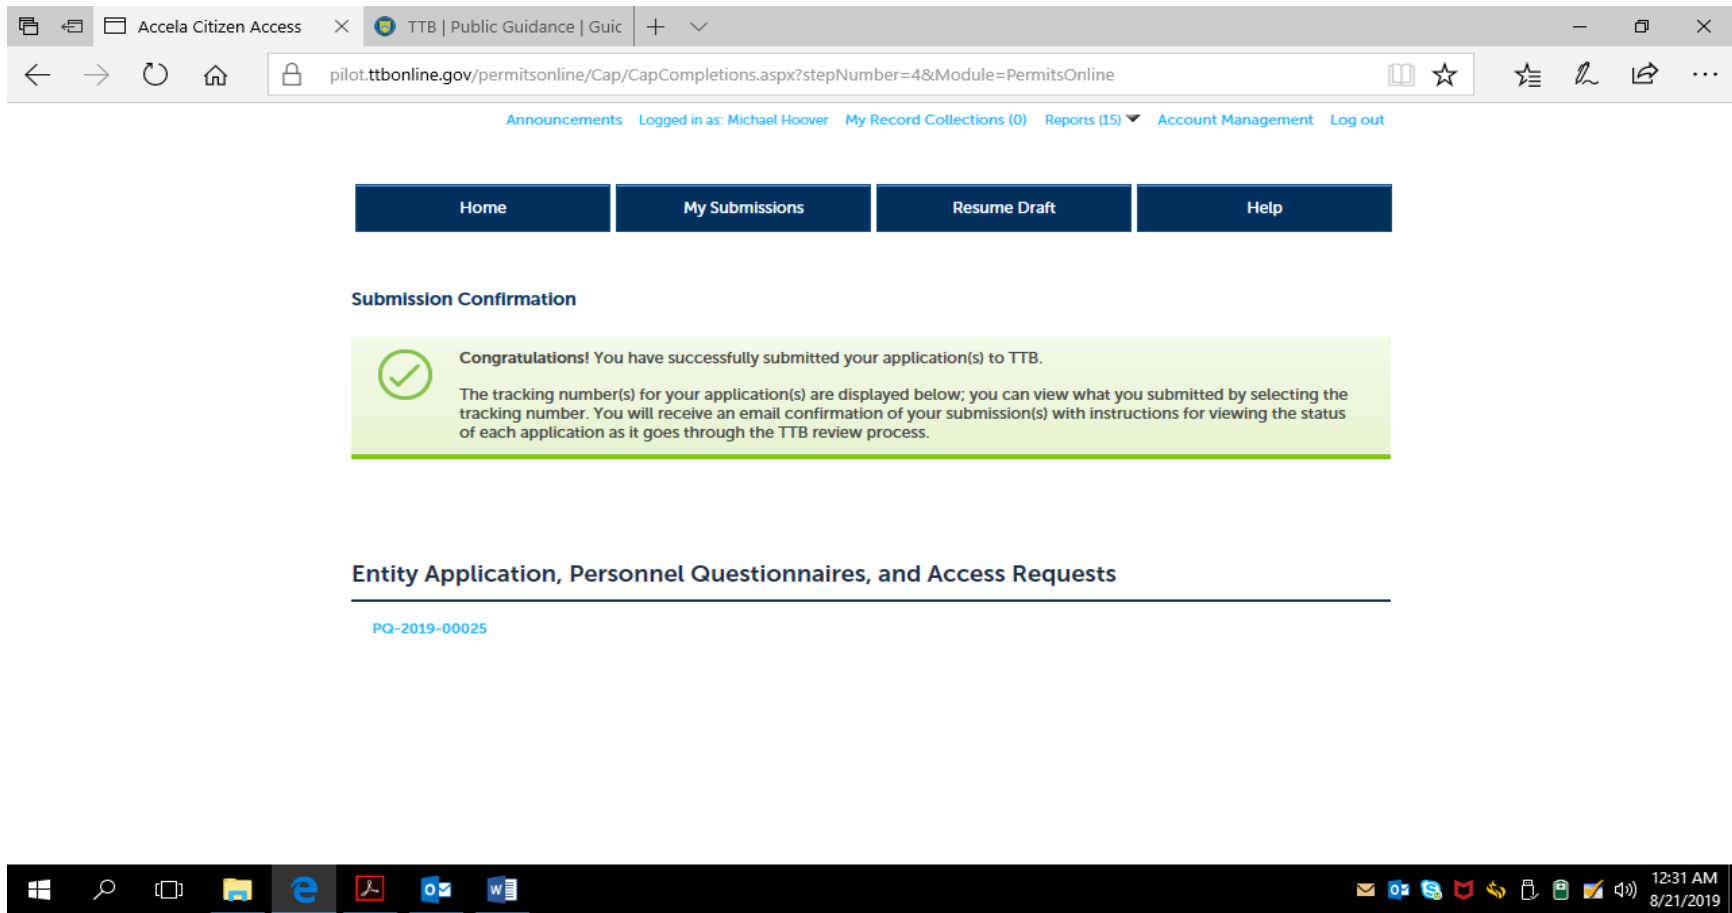 Accela Citizen Access
TTB | Public Guidance | Guic
pilot.ttbonline.gov/permitsonline/Cap/CapCompletions.aspx?stepNumber=4&Module=PermitsOnline
Announcements Logged in as: Michael Hoover My Record Collections (0) Reports (15) Account Management Log out
Home My Submissions Resume Draft Help
Submission Confirmation
Congratulations! You have successfully submitted your application(s) to TTB.
The tracking number(s) for your application(s) are displayed below; you can view what you submitted by selecting the
tracking number. You will receive an email confirmation of your submission(s) with instructions for viewing the status
of each application as it goes through the TTB review process.
Entity Application, Personnel Questionnaires, and Access Requests
PQ-2019-00025
12:31 AM
8/21/2019